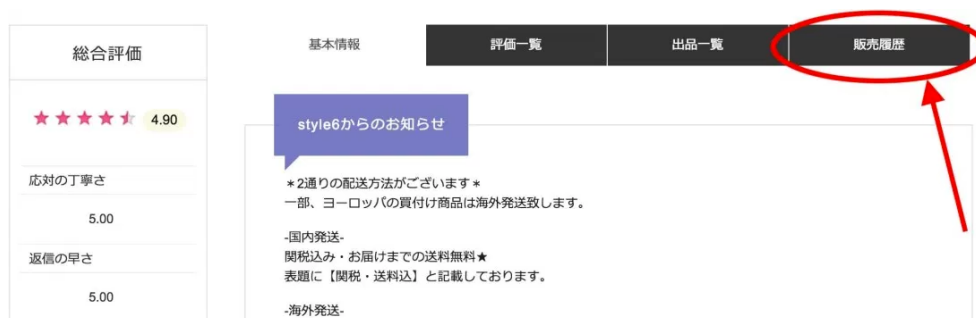 総合評価
4.90
応対の丁寧さ
5.00
返信の早さ
5.00
基本情報
評価一覧
出品一覧
販売履歴
style6からのお知らせ
＊2通りの配送方法がございます＊
一部、ヨーロッパの買付け商品は海外発送致します。
-国内発送-
関税込み・お届けまでの送料無料★
表題に【関税・送料込】と記載しております。
-海外発送-